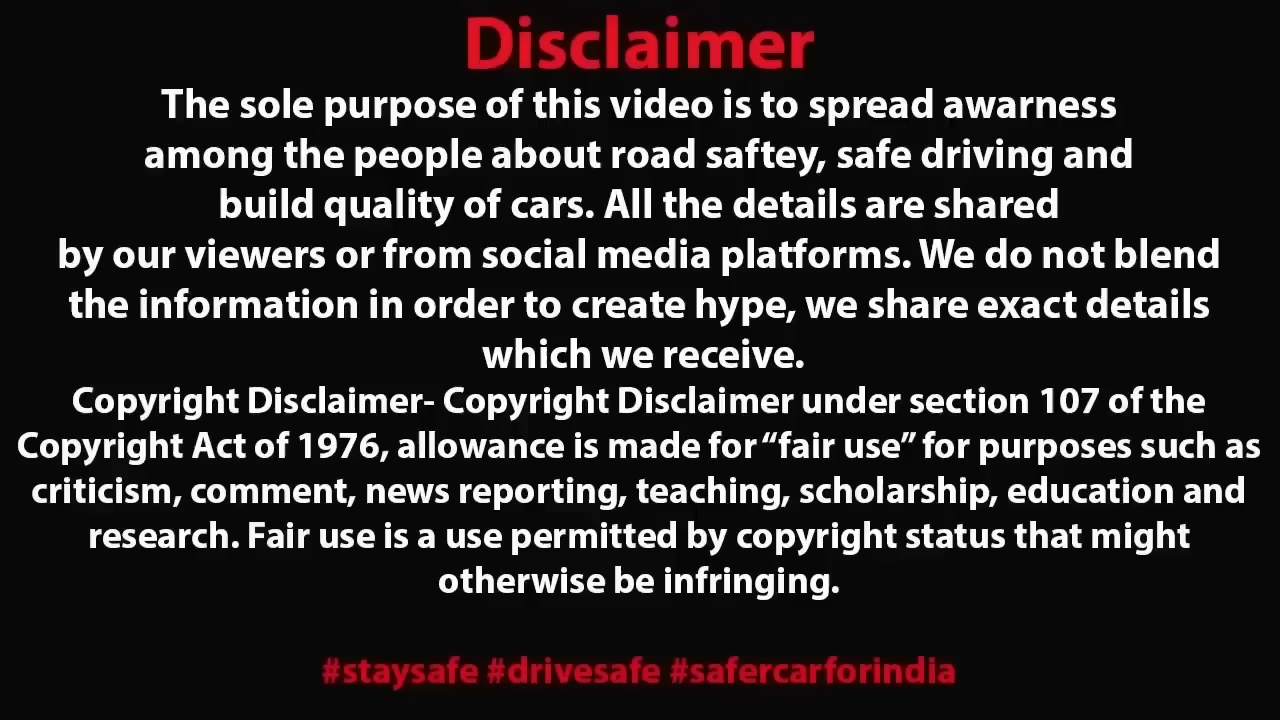 Disclaimer
The sole purpose of this video is to spread awarness
among the people about road saftey, safe driving and
build quality of cars. All the details are shared
by our viewers or from social media platforms. We do not blend
the information in order to create hype, we share exact details
which we receive.
Copyright Disclaimer- Copyright Disclaimer under section 107 of the
Copyright Act of 1976, allowance is made for “fair use” for purposes such as
criticism, comment, news reporting, teaching, scholarship, education and
research. Fair use is a use permitted by copyright status that might
otherwise be infringing.
#staysafe #drivesafe #safercarforindia